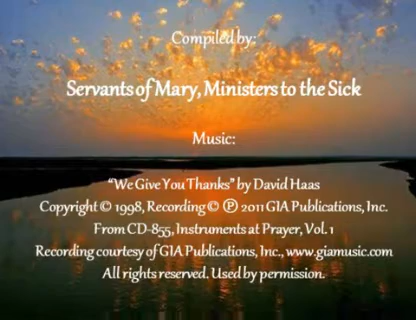 Compiled by:
Servants of Mary, Ministers to the Sick
Music:
“We Give You Thanks” by David Haas
Copyright © 1998, Recording © ℗ 2011 GIA Publications, Inc.
From CD-855, Instruments at Prayer, Vol. 1
Recording courtesy of GIA Publications, Inc., www.giamusic.com
All rights reserved. Used by permission.